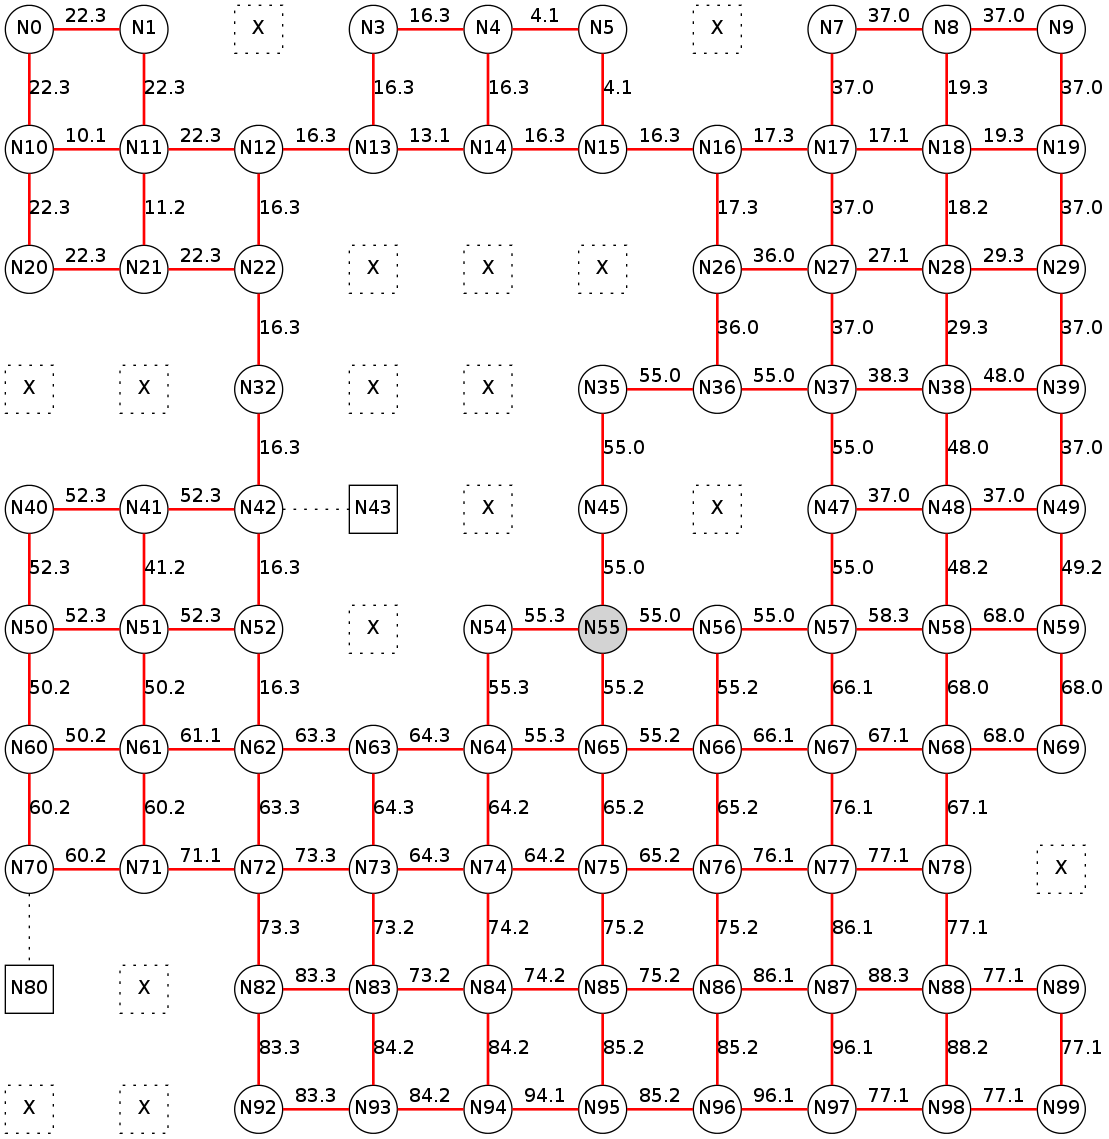 22.3 16.3 4.1 37.0 37.0
N0 N1 X N3 N4 N5 X N7 N8 N9
22.3 22.3 16.3 16.3 4.1 37.0 19.3 37.0
10.1 22.3 16.3 13.1 16.3 16.3 17.3 17.1 19.3
N10 N11 N12 N13 N14 N15 N16 N17 N18 N19
22.3 11.2 16.3 17.3 37.0 18.2 37.0
22.3 22.3 36.0 27.1 29.3
N20 N21 N22 X X X N26 N27 N28 N29
16.3 36.0 37.0 29.3 37.0
55.0 55.0 38.3 48.0
X X N32 X X N35 N36 N37 N38 N39
16.3 55.0 55.0 48.0 37.0
52.3 52.3 37.0 37.0
N40 N41 N42 N43 X N45 X N47 N48 N49
52.3 41.2 16.3 55.0 55.0 48.2 49.2
52.3 52.3 55.3 55.0 55.0 58.3 68.0
N50 N51 N52 X N54 N55 N56 N57 N58 N59
50.2 50.2 16.3 55.3 55.2 55.2 66.1 68.0 68.0
50.2 61.1 63.3 64.3 55.3 55.2 66.1 67.1 68.0
N60 N61 N62 N63 N64 N65 N66 N67 N68 N69
60.2 60.2 63.3 64.3 64.2 65.2 65.2 76.1 67.1
60.2 71.1 73.3 64.3 64.2 65.2 76.1 77.1
N70 N71 N72 N73 N74 N75 N76 N77 N78 X
73.3 73.2 74.2 75.2 75.2 86.1 77.1
83.3 73.2 74.2 75.2 86.1 88.3 77.1
N80 X N82 N83 N84 N85 N86 N87 N88 N89
83.3 84.2 84.2 85.2 85.2 96.1 88.2 77.1
83.3 84.2 94.1 85.2 96.1 77.1 77.1
X X N92 N93 N94 N95 N96 N97 N98 N99